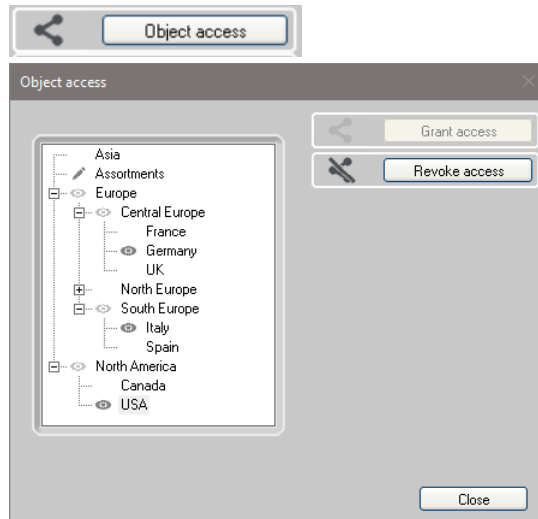 Object access
Object access
Grant access
Revoke access
Asia
Assortments
Europe
Central Europe
France
Germany
UK
North Europe
South Europe
Italy
Spain
North America
Canada
USA
Close